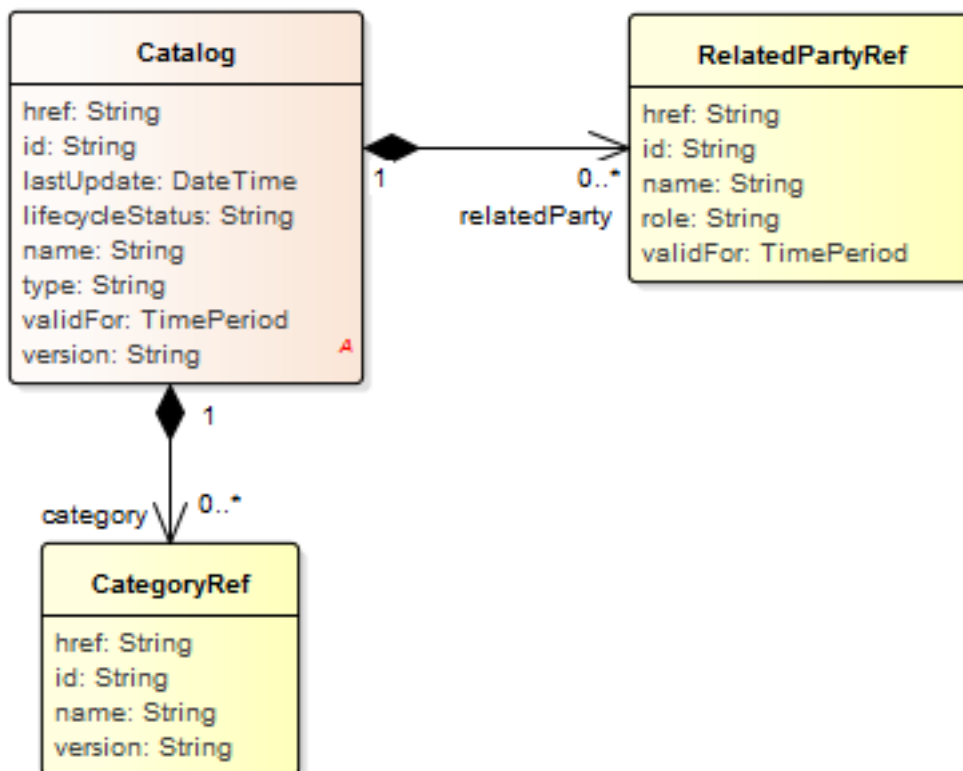 Catalog
href: String
id: String
lastUpdate: DateTime
lifecycleStatus: String
name: String
type: String
validFor: TimePeriod
version: String
A
1
0..*
relatedParty
RelatedPartyRef
href: String
id: String
name: String
role: String
validFor: TimePeriod
1
0..*
category
CategoryRef
href: String
id: String
name: String
version: String